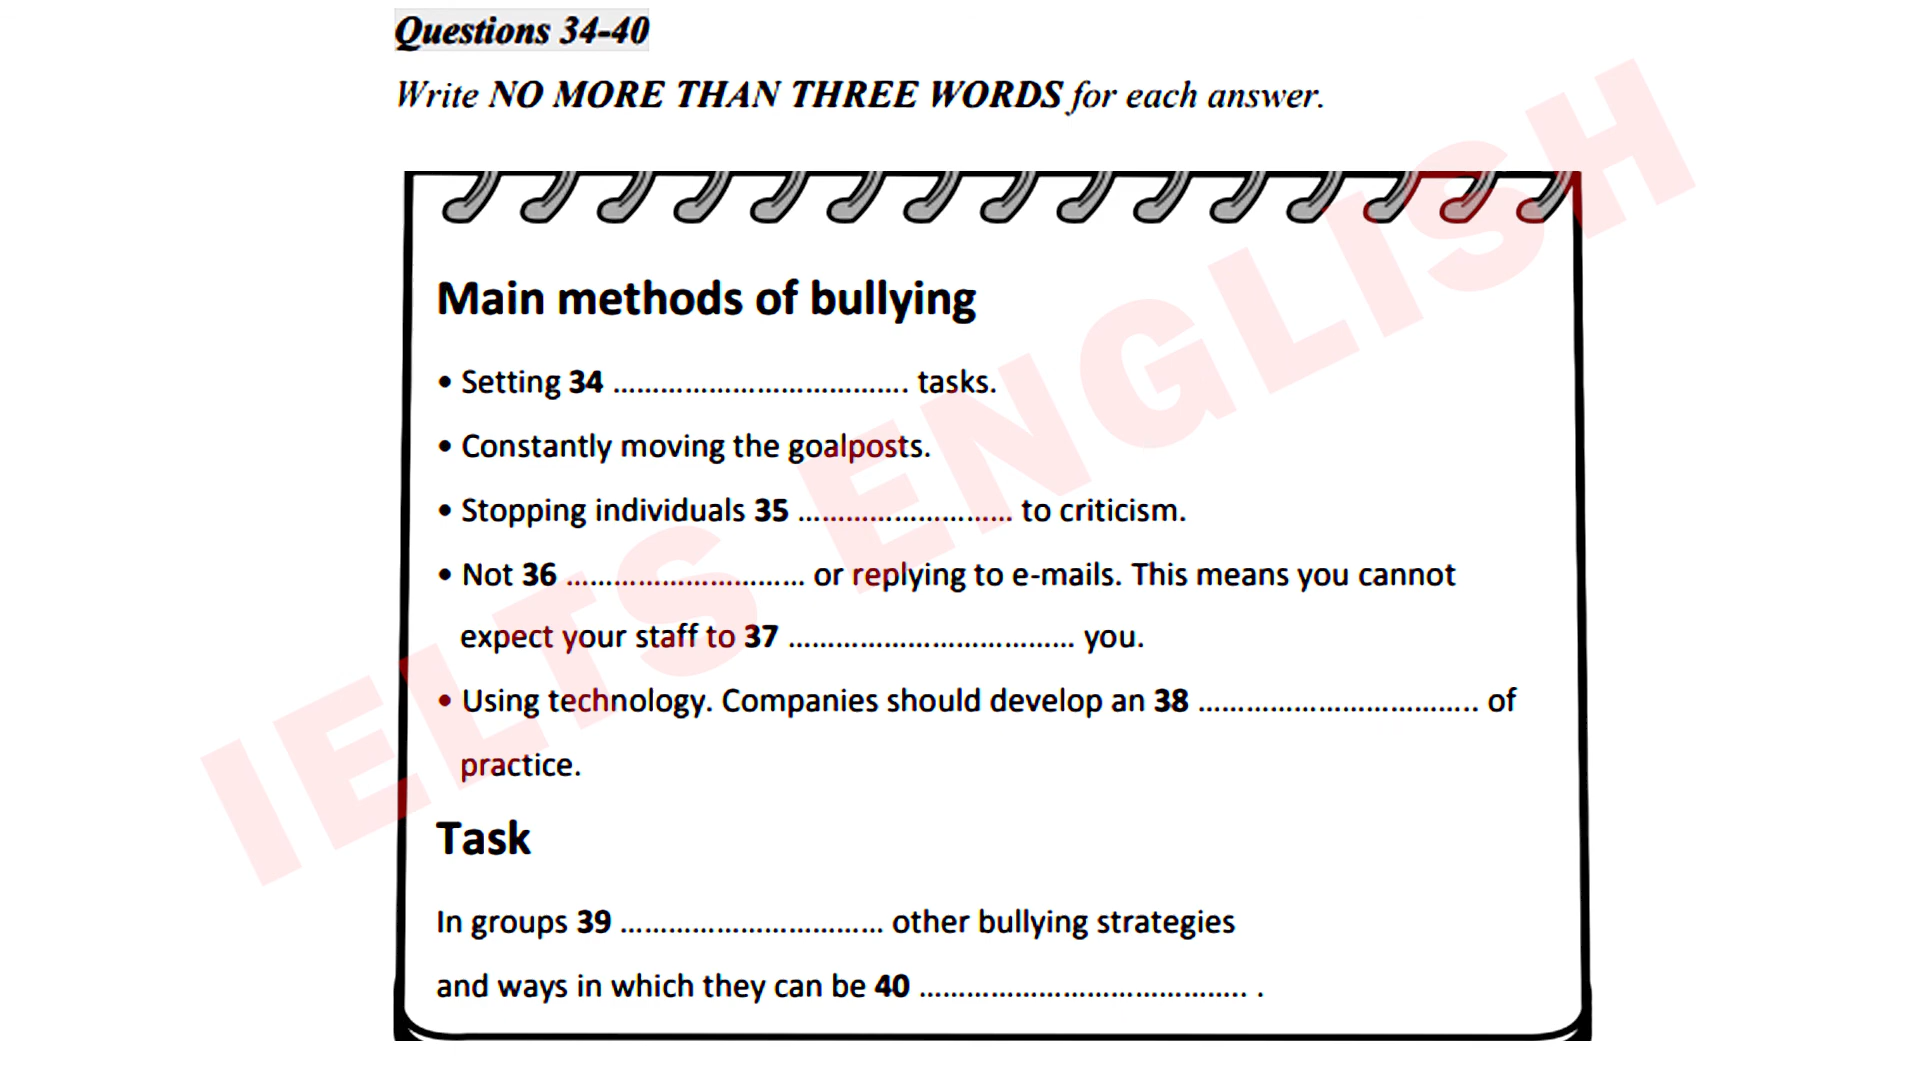 Questions 34-40
Write NO MORE THAN THREE WORDS for each answer.
Main methods of bullying
• Setting 34 ..................................... tasks.
• Constantly moving the goalposts.
• Stopping individuals 35 ........................... to criticism.
• Not 36 .............................. or replying to e-mails. This means you cannot
expect your staff to 37 .................................... you.
• Using technology. Companies should develop an 38 ................................... of
practice.
Task
In groups 39 ................................. other bullying strategies
and ways in which they can be 40 ......................................... .
IELTS ENGLISH